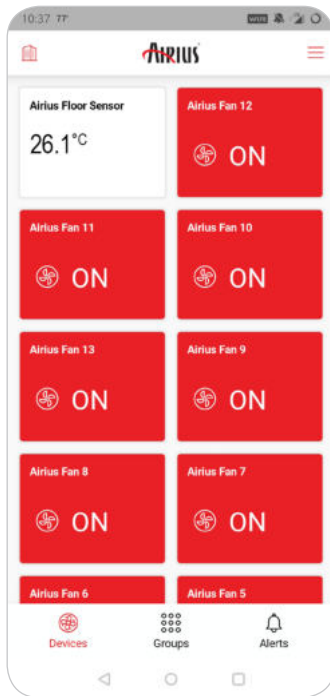 10:37
AIRIUS
Airius Floor Sensor
26.1°C
Airius Fan 12
ON
Airius Fan 11
ON
Airius Fan 10
ON
Airius Fan 13
ON
Airius Fan 9
ON
Airius Fan 8
ON
Airius Fan 7
ON
Airius Fan 6
Airius Fan 5
Devices
Groups
Alerts